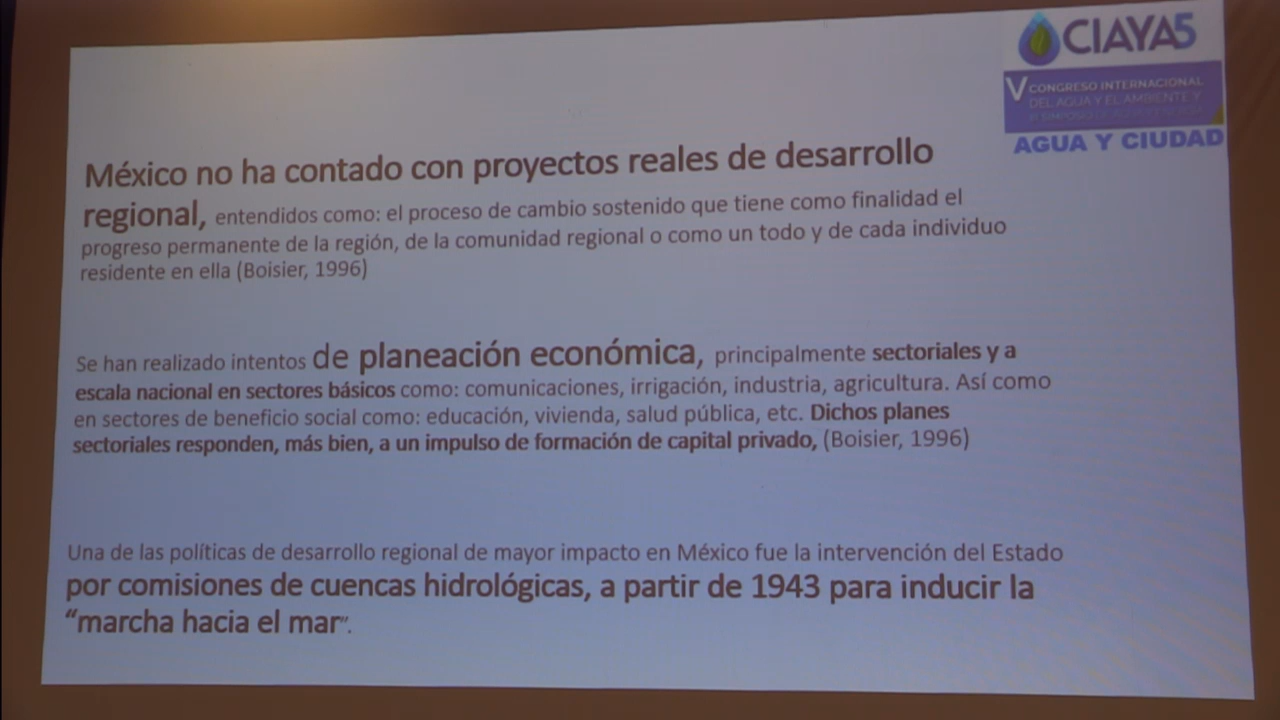 CIAYA5
V CONGRESO INTERNACIONAL
DEL AGUA Y EL AMBIENTE Y
AGUA Y CIUDAD
México no ha contado con proyectos reales de desarrollo
regional, entendidos como: el proceso de cambio sostenido que tiene como finalidad el
progreso permanente de la región, de la comunidad regional o como un todo y de cada individuo
residente en ella (Boisier, 1996)
Se han realizado intentos de planeación económica, principalmente sectoriales y a
escala nacional en sectores básicos como: comunicaciones, irrigación, industria, agricultura. Así como
en sectores de beneficio social como: educación, vivienda, salud pública, etc. Dichos planes
sectoriales responden, más bien, a un impulso de formación de capital privado, (Boisier, 1996)
Una de las políticas de desarrollo regional de mayor impacto en México fue la intervención del Estado
por comisiones de cuencas hidrológicas, a partir de 1943 para inducir la
“marcha hacia el mar”.